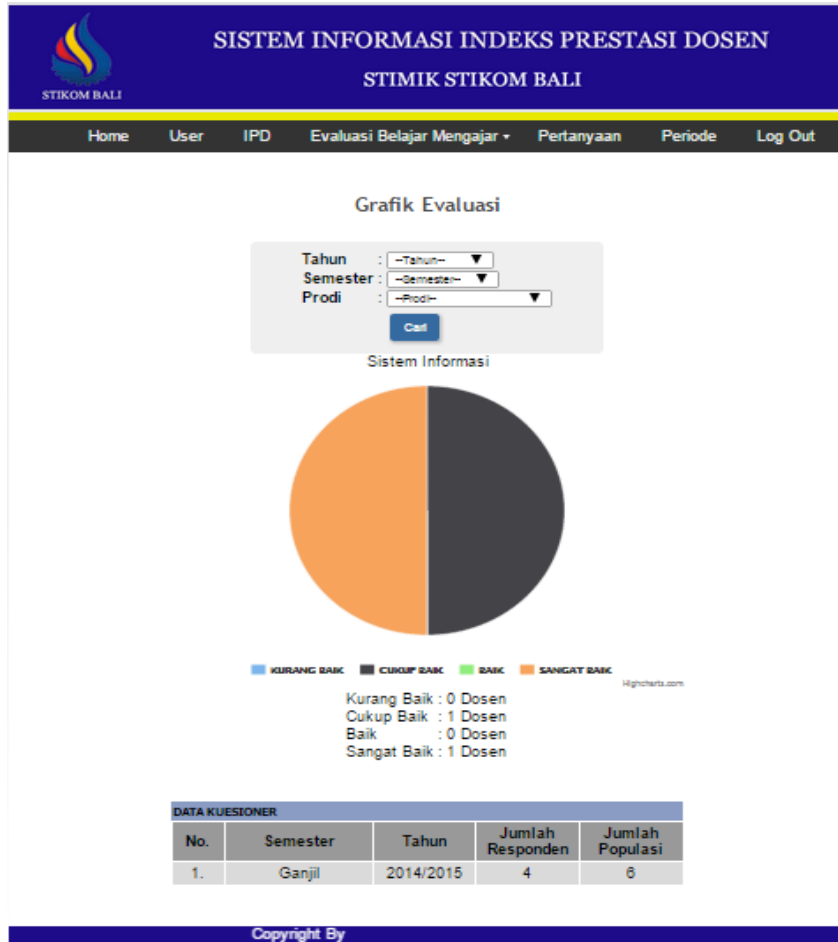 SISTEM INFORMASI INDEKS PRESTASI DOSEN
STIMIK STIKOM BALI
STIKOM BALI
Home User IPD Evaluasi Belajar Mengajar Pertanyaan Periode Log Out
Grafik Evaluasi
Tahun : --Tahun--
Semester : --Semester--
Prodi : --Prodi--
Cari
Sistem Informasi
KURANG BAIK CUKUP BAIK BAIK SANGAT BAIK
Highcharts.com
Kurang Baik : 0 Dosen
Cukup Baik : 1 Dosen
Baik : 0 Dosen
Sangat Baik : 1 Dosen
DATA KUESIONER
No. Semester Tahun Jumlah Responden Jumlah Populasi
1. Ganjil 2014/2015 4 6
Copyright By